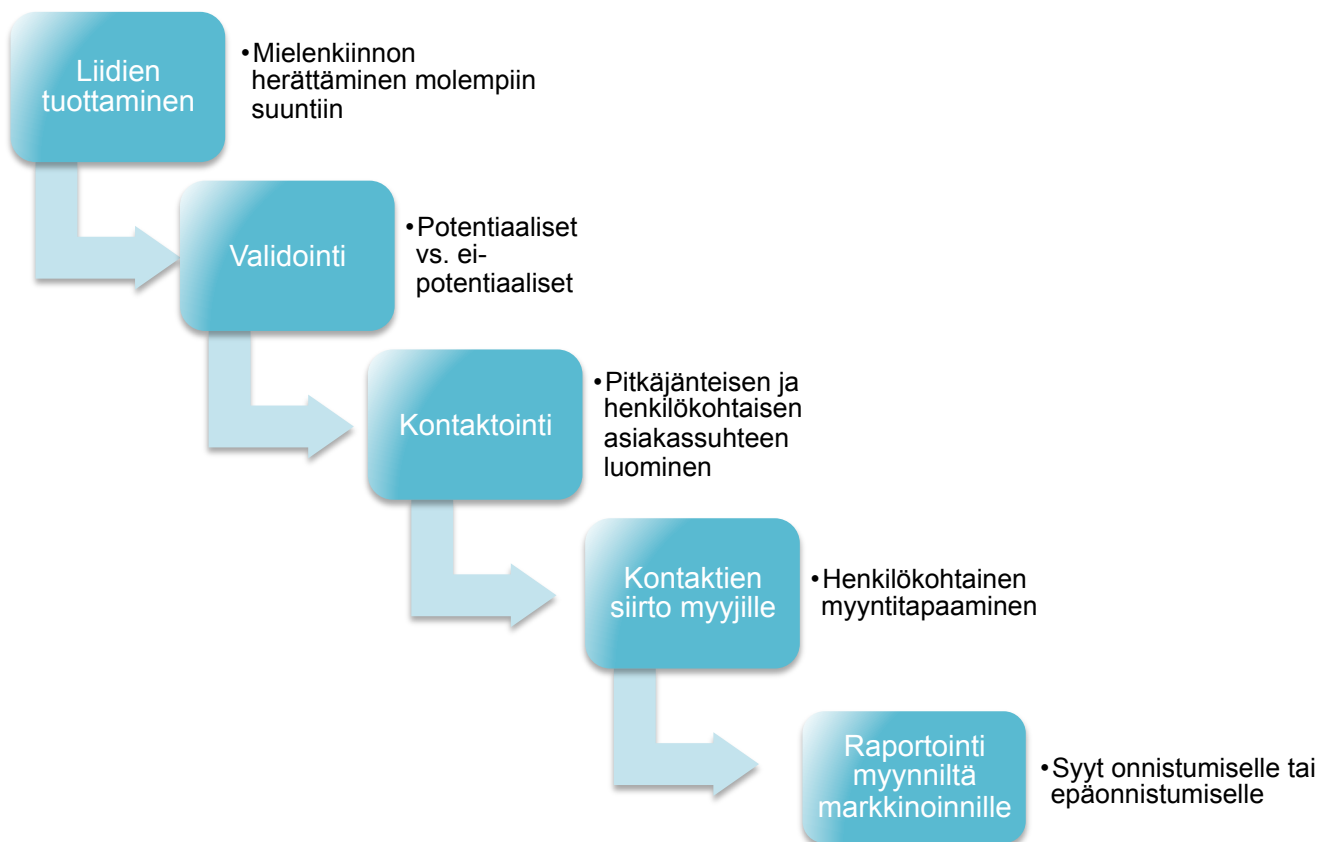 Liidien
tuottaminen
•Mielenkiinnon
herättäminen molempiin
suuntiin
Validointi
•Potentiaaliset
vs. ei-
potentiaaliset
Kontaktointi
•Pitkäjänteisen ja
henkilökohtaisen
asiakassuhteen
luominen
Kontaktien
siirto myyjille
•Henkilökohtainen
myyntitapaaminen
Raportointi
myynniltä
markkinoinnille
•Syyt onnistumiselle tai
epäonnistumiselle